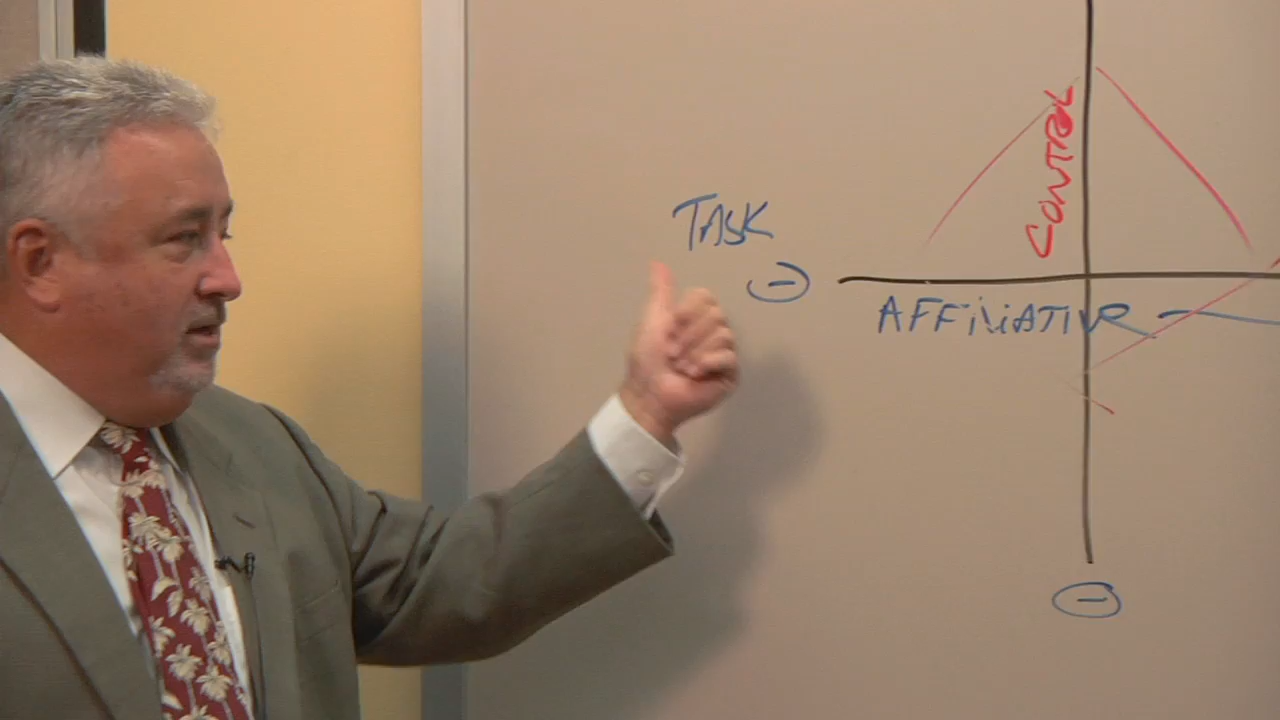 CONTROL
TASK
-
AFFILIATIVE -
-